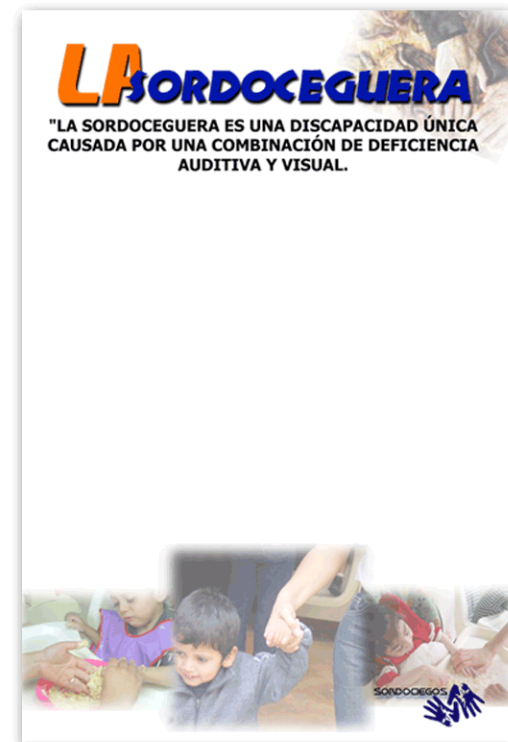 LA SORDOCEGUERA
"LA SORDOCEGUERA ES UNA DISCAPACIDAD ÚNICA
CAUSADA POR UNA COMBINACIÓN DE DEFICIENCIA
AUDITIVA Y VISUAL.
SORDOCIEGOS